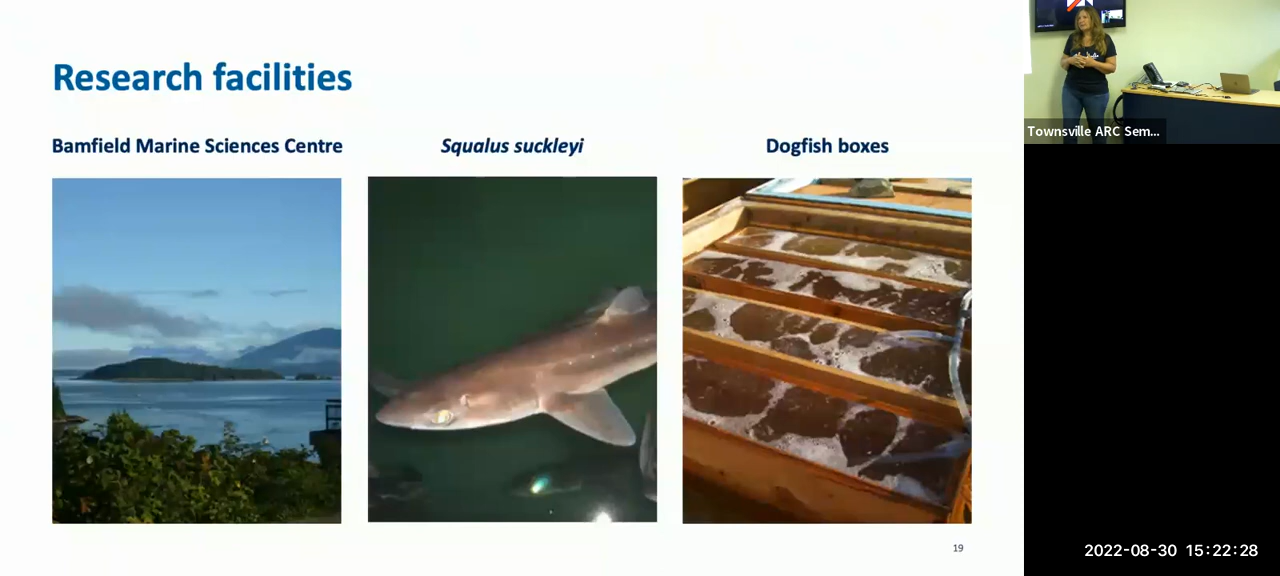 Research facilities
Bamfield Marine Sciences Centre
Squalus suckleyi
Dogfish boxes
19
Townsville ARC Sem...
2022-08-30 15:22:28